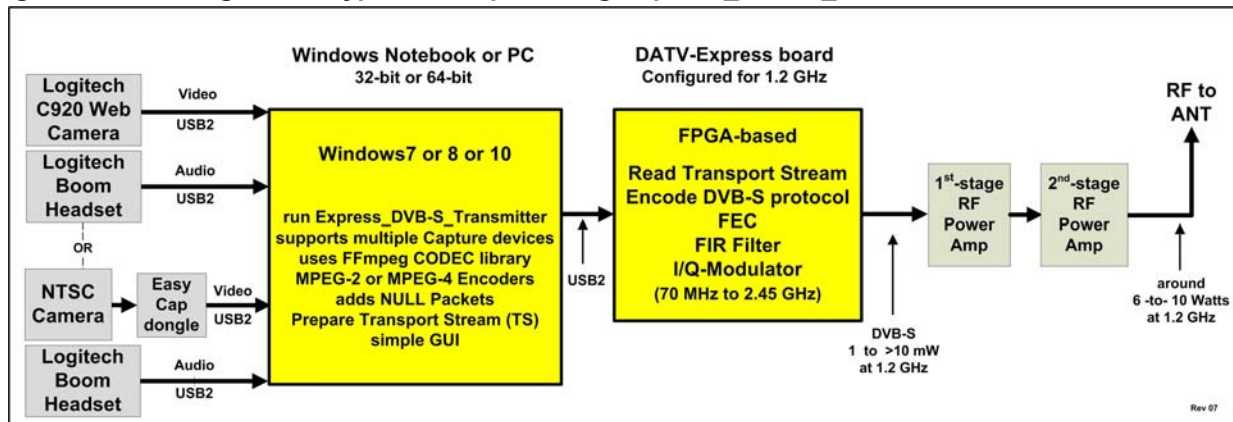 Windows Notebook or PC
32-bit or 64-bit
DATV-Express board
Configured for 1.2 GHz
Logitech
C920 Web
Camera
Video
USB2
Logitech
Boom
Headset
Audio
USB2
OR
NTSC
Camera
Easy
Cap
dongle
Video
USB2
Logitech
Boom
Headset
Audio
USB2
Windows7 or 8 or 10
run Express_DVB-S_Transmitter
supports multiple Capture devices
uses FFmpeg CODEC library
MPEG-2 or MPEG-4 Encoders
adds NULL Packets
Prepare Transport Stream (TS)
simple GUI
USB2
FPGA-based
Read Transport Stream
Encode DVB-S protocol
FEC
FIR Filter
I/Q-Modulator
(70 MHz to 2.45 GHz)
DVB-S
1 to >10 mW
at 1.2 GHz
1st-stage
RF
Power
Amp
2nd-stage
RF
Power
Amp
RF to
ANT
around
6 -to- 10 Watts
at 1.2 GHz
Rev 07